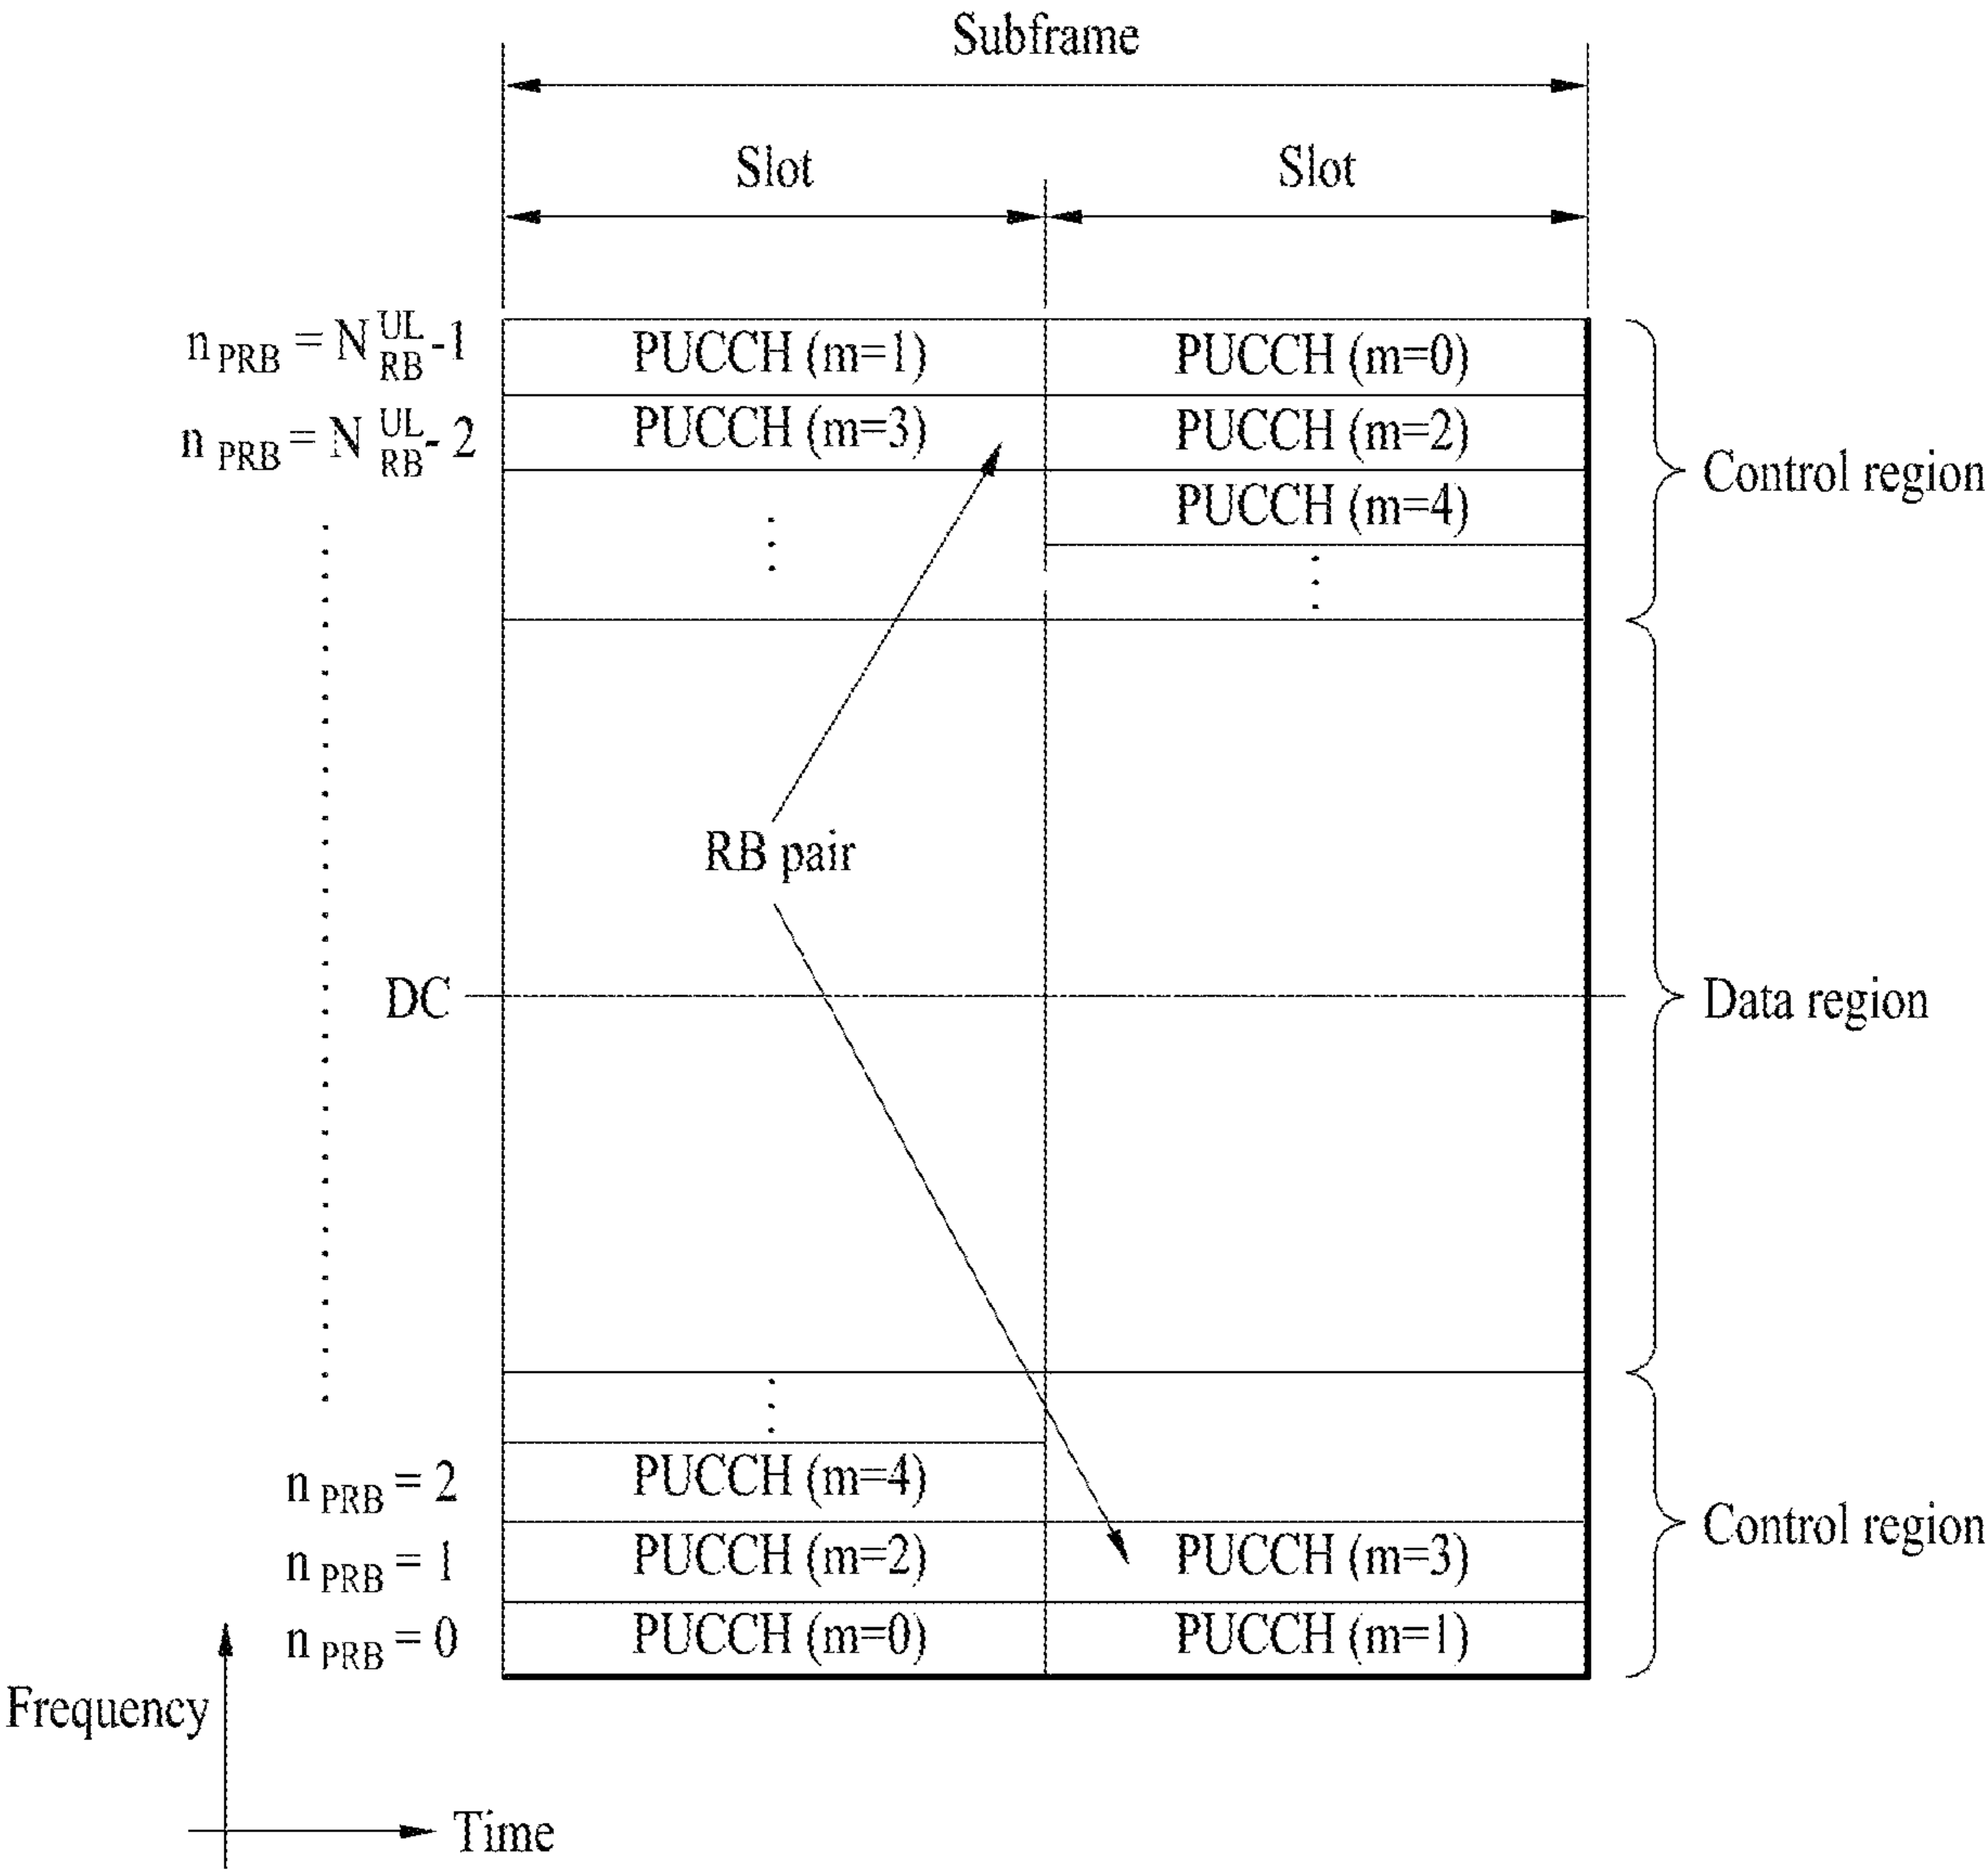 Subframe
Slot Slot
n PRB = N UL RB -1 PUCCH (m=1) PUCCH (m=0)
n PRB = N UL RB - 2 PUCCH (m=3) PUCCH (m=2)
Control region
PUCCH (m=4)
RB pair
DC
Data region
n PRB = 2 PUCCH (m=4)
Control region
n PRB = 1 PUCCH (m=2) PUCCH (m=3)
n PRB = 0 PUCCH (m=0) PUCCH (m=1)
Frequency
Time